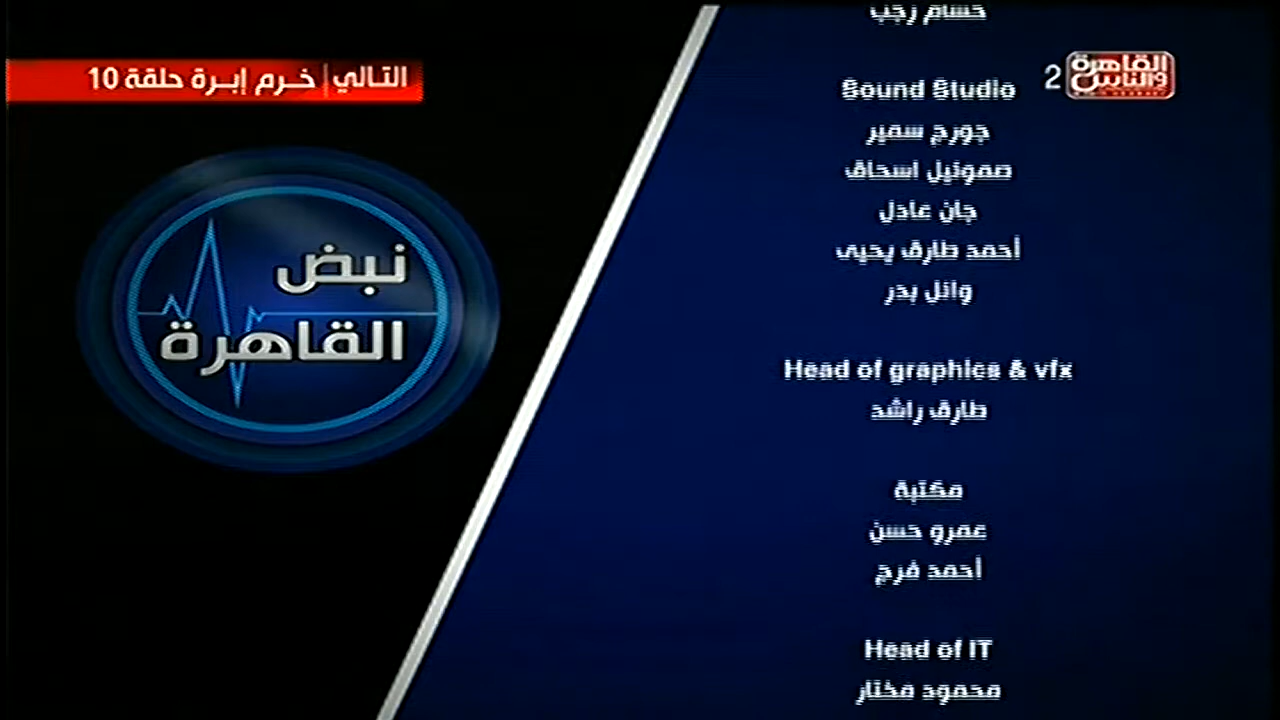 التالي | خرم إبرة حلقة 10
نبض
القاهرة
القاهرة
والناس
2
حسام رجب
Sound Studio
جورج سمير
صموئيل اسحاق
جان عادل
أحمد طارق يحيى
وائل بدر
Head of graphics & vfx
طارق راشد
مكتبة
عمرو حسن
أحمد فرج
Head of IT
محمود مختار